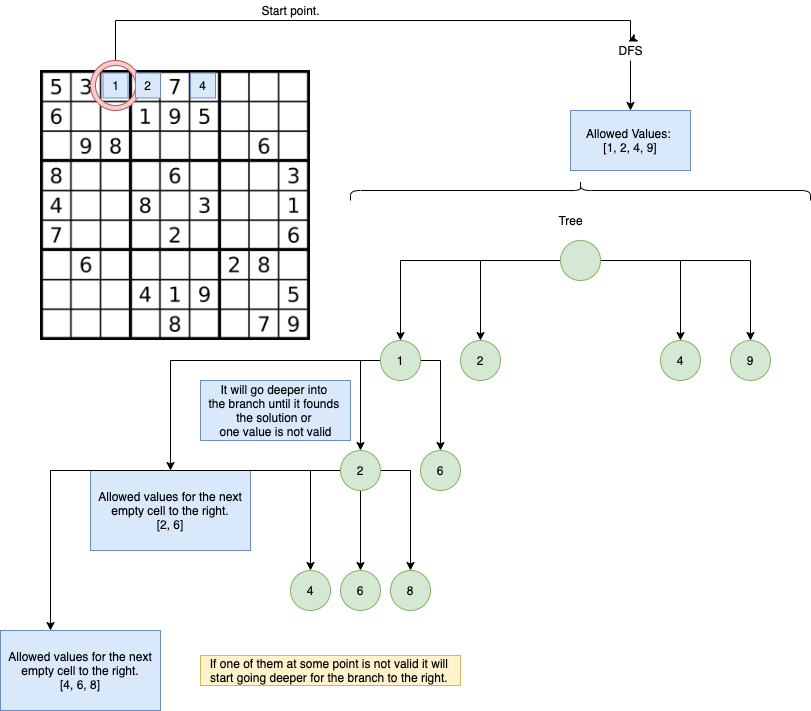 Start point.
DFS
5 3 1 2 7 4
6 1 9 5
9 8 6
8 6 3
4 8 3 1
7 2 6
6 2 8
4 1 9 5
8 7 9
Allowed Values:
[1, 2, 4, 9]
Tree
1
2
4
9
It will go deeper into
the branch until it founds
the solution or
one value is not valid
2
6
Allowed values for the next
empty cell to the right.
[2, 6]
4
6
8
Allowed values for the next
empty cell to the right.
[4, 6, 8]
If one of them at some point is not valid it will
start going deeper for the branch to the right.